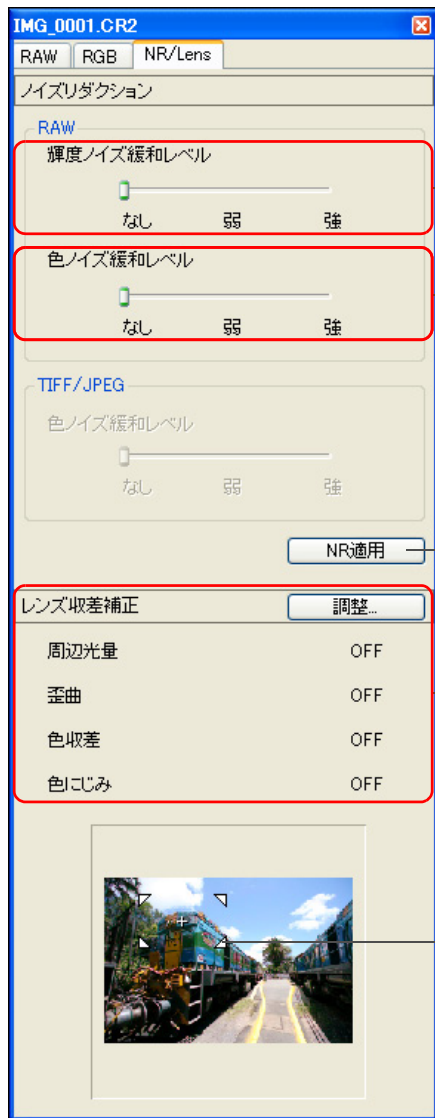 IMG_0001.CR2
RAW RGB NR/Lens
ノイズリダクション
RAW
輝度ノイズ緩和レベル
なし 弱 強
色ノイズ緩和レベル
なし 弱 強
TIFF/JPEG
色ノイズ緩和レベル
なし 弱 強
NR適用
レンズ収差補正 調整...
周辺光量 OFF
歪曲 OFF
色収差 OFF
色にじみ OFF